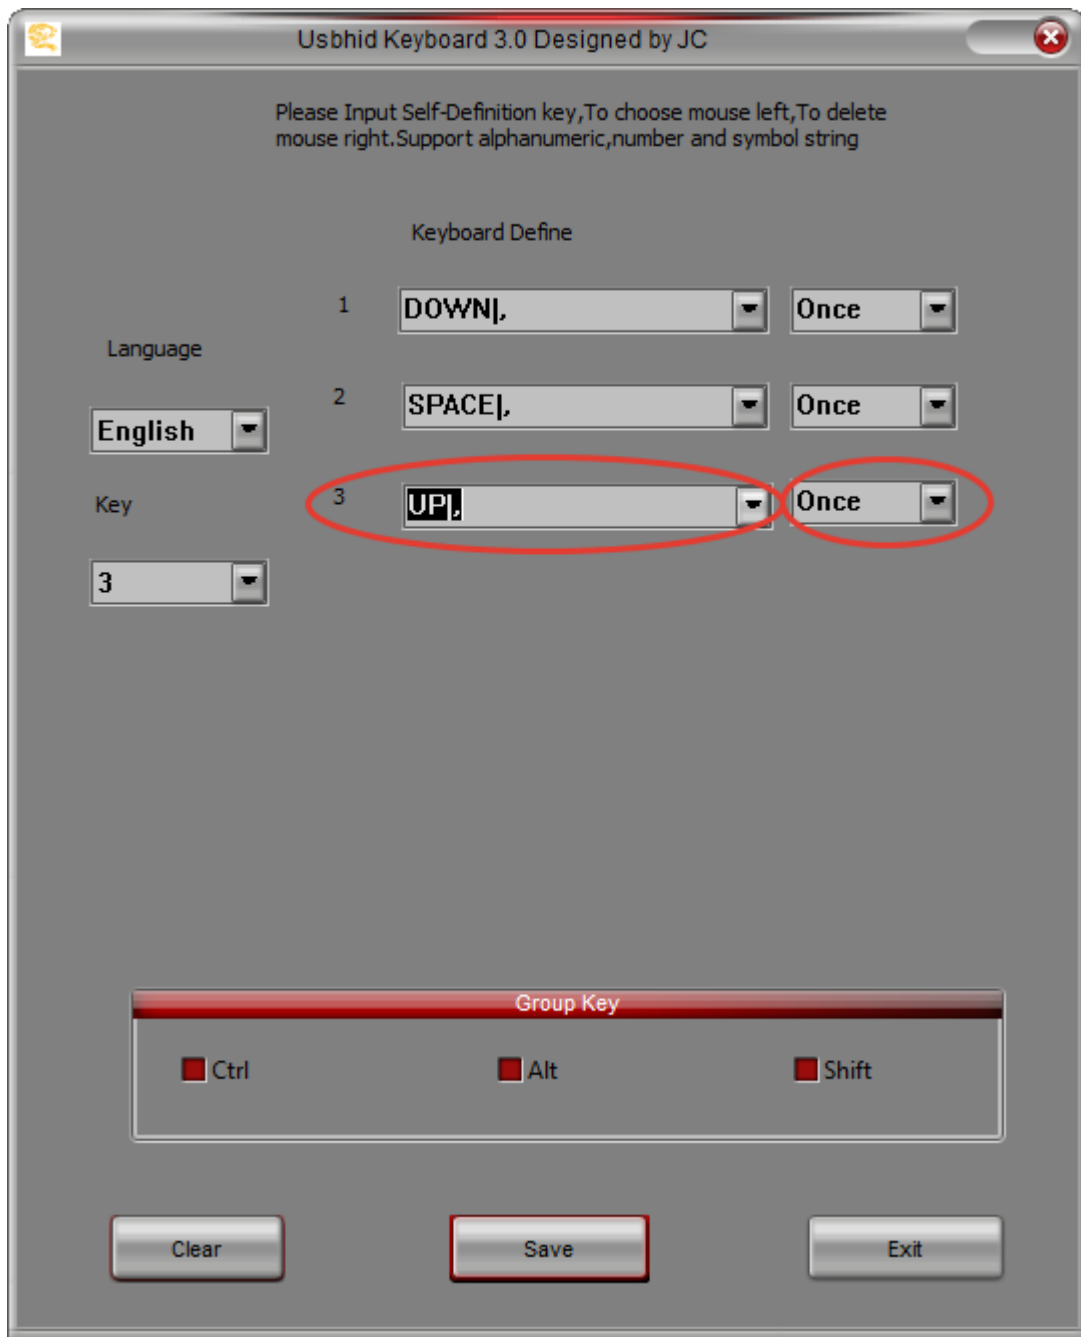 Usbhid Keyboard 3.0 Designed by JC
Please Input Self-Definition key,To choose mouse left,To delete
mouse right.Support alphanumeric,number and symbol string
Keyboard Define
1 DOWN|, Once
Language
2 SPACE|, Once
English
Key
3 UP|, Once
3
Group Key
Ctrl Alt Shift
Clear Save Exit